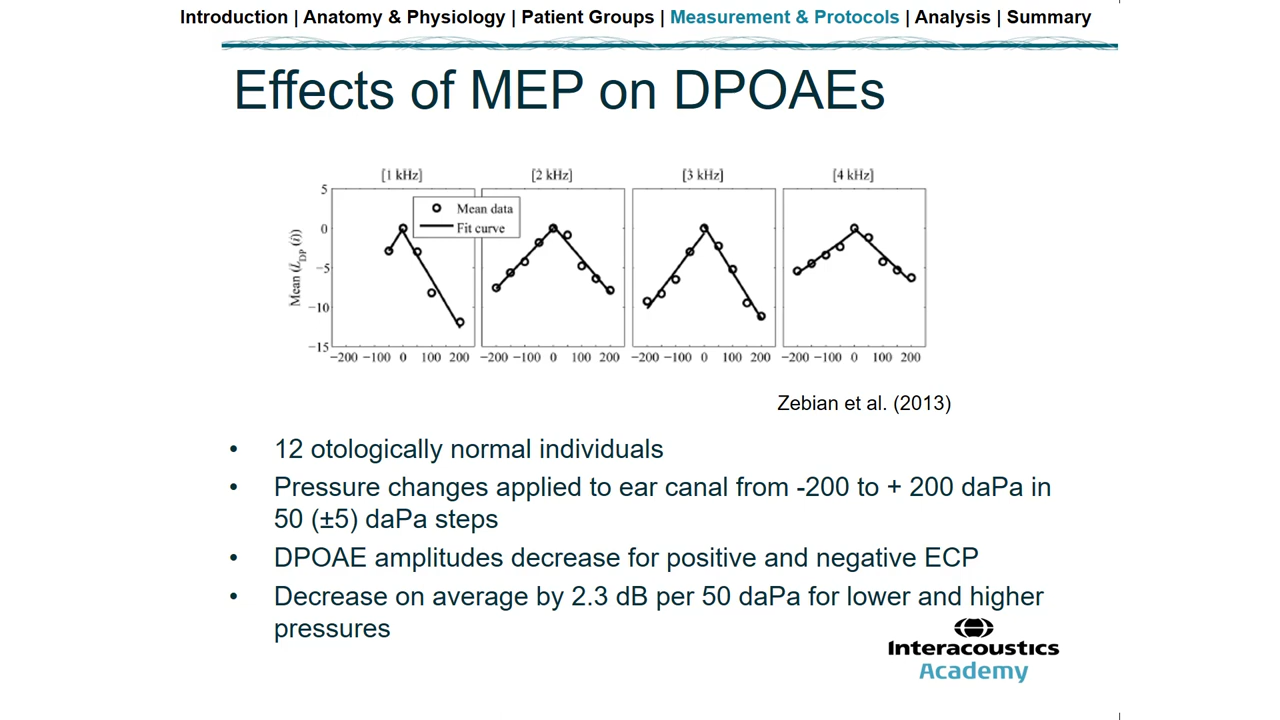 Introduction | Anatomy & Physiology | Patient Groups | Measurement & Protocols | Analysis | Summary
Effects of MEP on DPOAEs
[1 kHz] [2 kHz] [3 kHz] [4 kHz]
5
0
−5
−10
−15
Mean (L_DP (i))
Mean data
Fit curve
−200 −100 0 100 200 −200 −100 0 100 200 −200 −100 0 100 200 −200 −100 0 100 200
Zebian et al. (2013)
• 12 otologically normal individuals
• Pressure changes applied to ear canal from -200 to + 200 daPa in
50 (±5) daPa steps
• DPOAE amplitudes decrease for positive and negative ECP
• Decrease on average by 2.3 dB per 50 daPa for lower and higher
pressures
Interacoustics
Academy